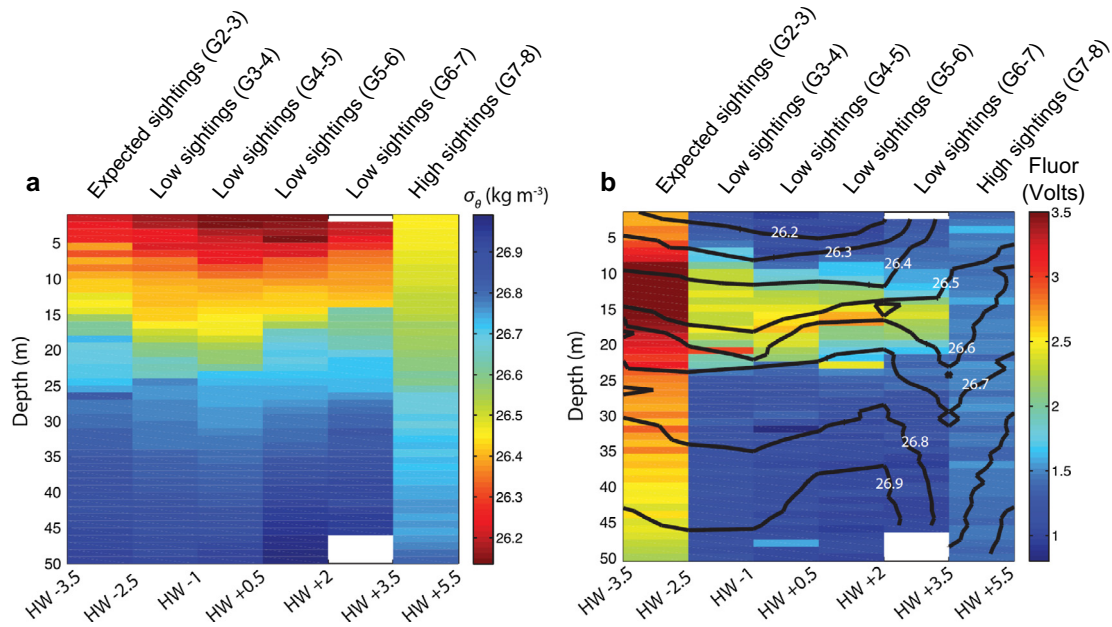 a
Expected sightings (G2-3)
Low sightings (G3-4)
Low sightings (G4-5)
Low sightings (G5-6)
Low sightings (G6-7)
High sightings (G7-8)
σθ (kg m-3)
Depth (m)
5
10
15
20
25
30
35
40
45
50
26.9
26.8
26.7
26.6
26.5
26.4
26.3
26.2
HW -3.5
HW -2.5
HW -1
HW +0.5
HW +2
HW +3.5
HW +5.5
b
Expected sightings (G2-3)
Low sightings (G3-4)
Low sightings (G4-5)
Low sightings (G5-6)
Low sightings (G6-7)
High sightings (G7-8)
Fluor
(Volts)
Depth (m)
5
10
15
20
25
30
35
40
45
50
26.2
26.3
26.4
26.5
26.6
26.7
26.8
26.9
3.5
3
2.5
2
1.5
1
HW -3.5
HW -2.5
HW -1
HW +0.5
HW +2
HW +3.5
HW +5.5